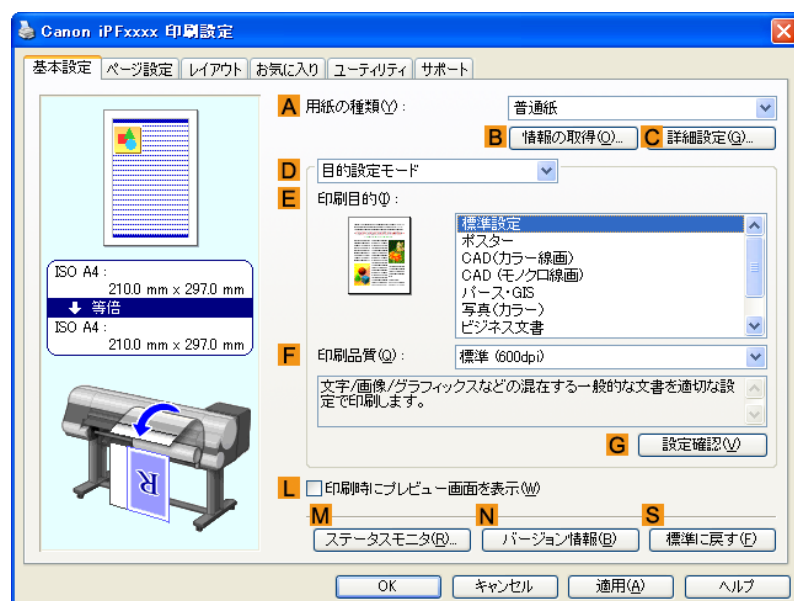 Canon iPFxxxx 印刷設定
基本設定 ページ設定 レイアウト お気に入り ユーティリティ サポート
A 用紙の種類(Y): 普通紙
B 情報の取得(O)... C 詳細設定(G)...
D 目的設定モード
E 印刷目的(I):
標準設定
ポスター
CAD(カラー線画)
CAD (モノクロ線画)
パース・GIS
写真(カラー)
ビジネス文書
ISO A4 :
210.0 mm x 297.0 mm
等倍
ISO A4 :
210.0 mm x 297.0 mm
F 印刷品質(Q): 標準 (600dpi)
文字/画像/グラフィックスなどの混在する一般的な文書を適切な設
定で印刷します。
G 設定確認(V)
R
L 印刷時にプレビュー画面を表示(W)
M N S
ステータスモニタ(R)... バージョン情報(B) 標準に戻す(F)
OK キャンセル 適用(A) ヘルプ